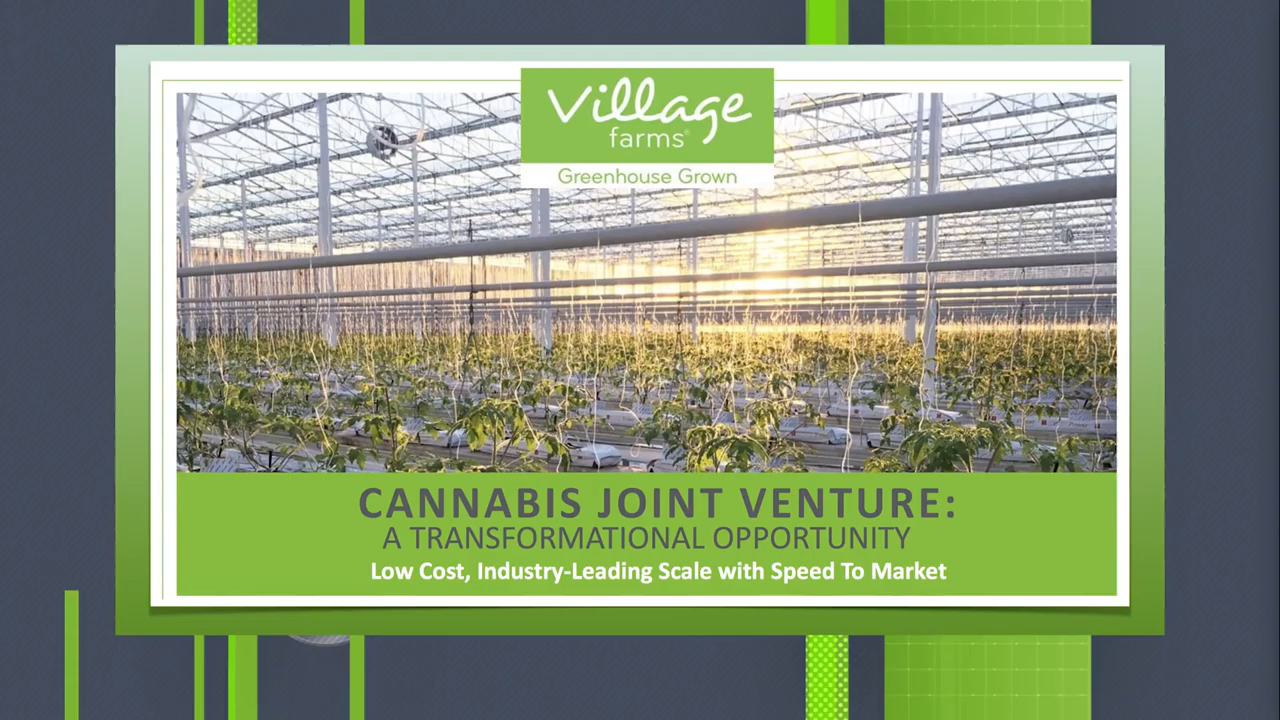 Village
farms®
Greenhouse Grown
CANNABIS JOINT VENTURE:
A TRANSFORMATIONAL OPPORTUNITY
Low Cost, Industry-Leading Scale with Speed To Market